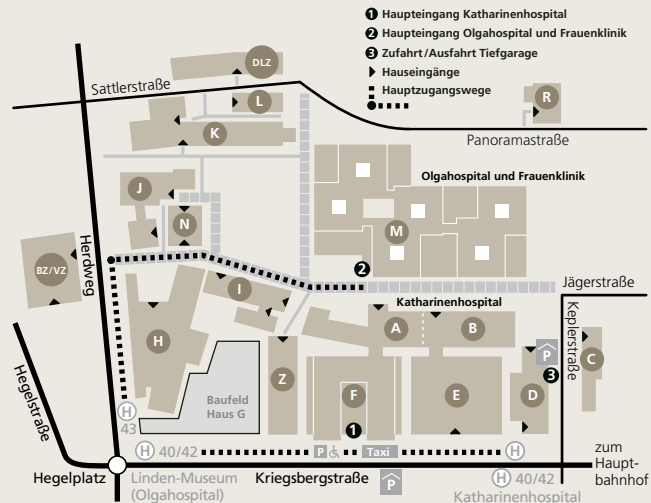 1 Haupteingang Katharinenhospital
2 Haupteingang Olgahospital und Frauenklinik
3 Zufahrt/Ausfahrt Tiefgarage
Hauseingänge
Hauptzugangswege
DLZ
Sattlerstraße
L
R
K
Panoramastraße
Olgahospital und Frauenklinik
J
N
M
Herdweg
BZ/VZ
2
I
Jägerstraße
Katharinenhospital
A
B
Keplerstraße
H
P
C
3
Z
F
E
D
Baufeld
Haus G
Hegelstraße
H
43
1
H 40/42
P
Taxi
H
zum
Haupt-
bahnhof
Hegelplatz
Linden-Museum
(Olgahospital)
Kriegsbergstraße
P
H 40/42
Katharinenhospital